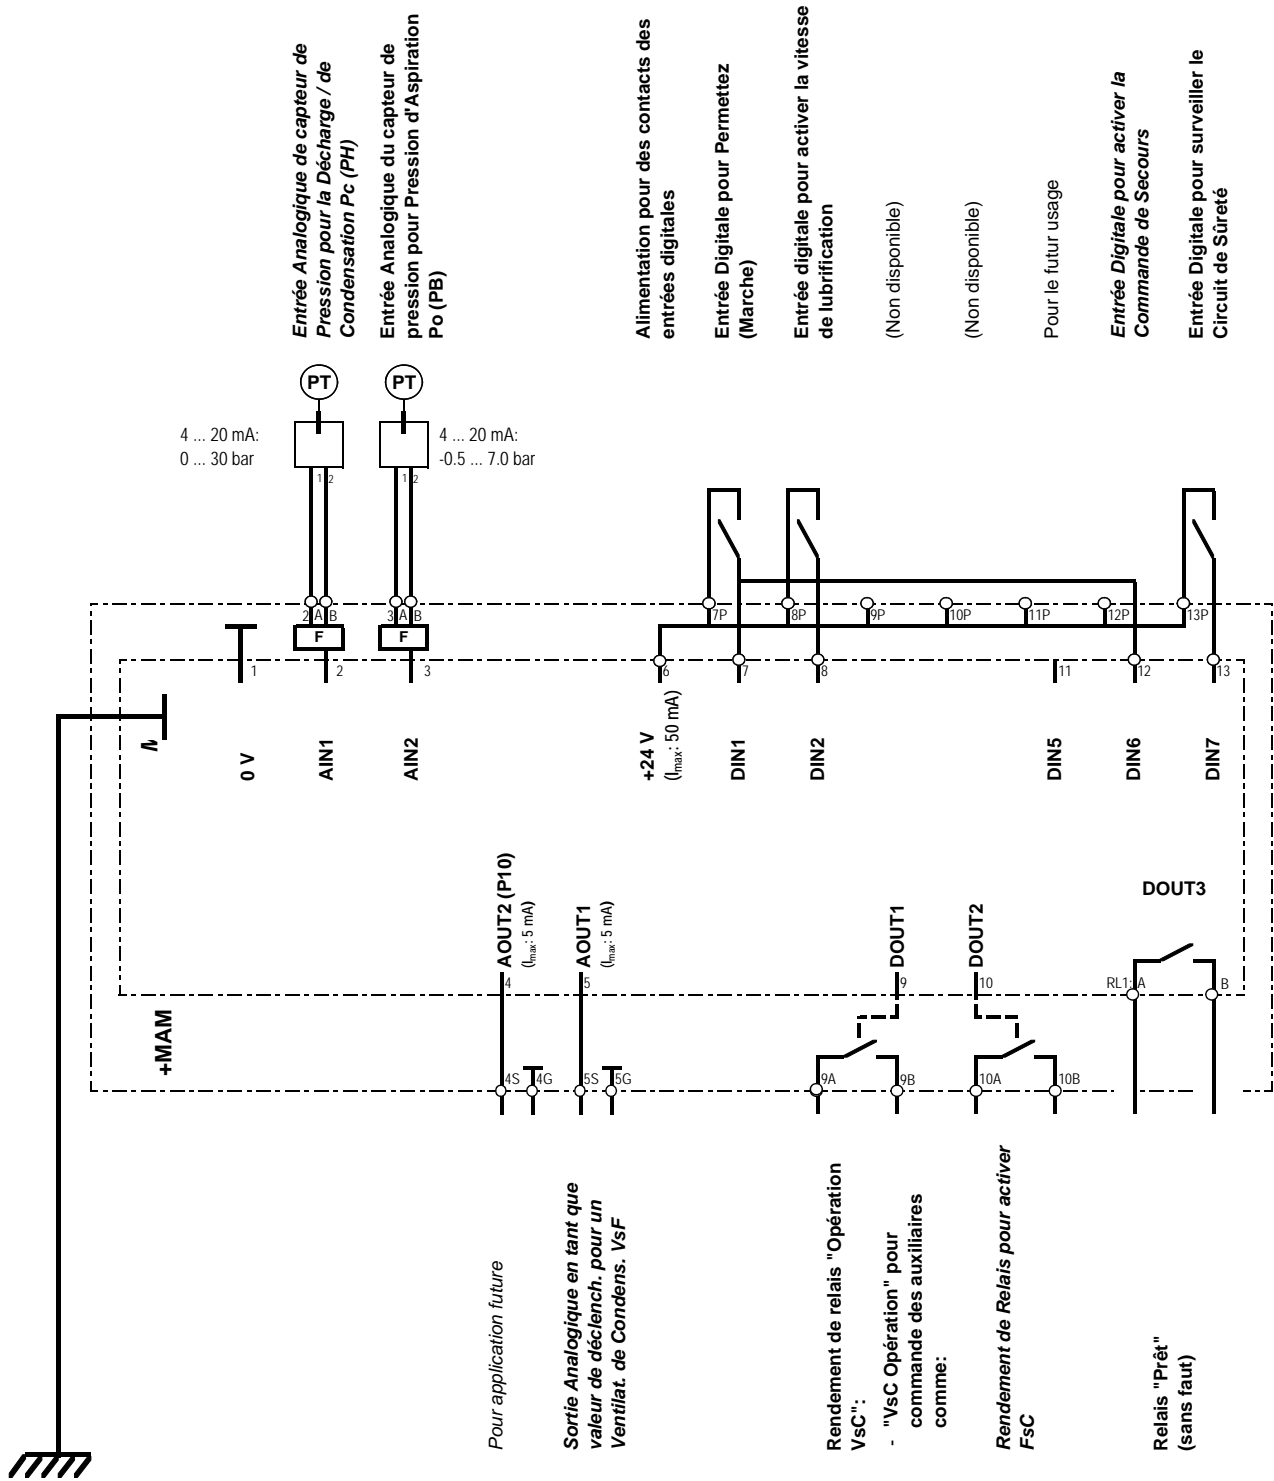 Entrée Analogique de capteur de
Pression pour la Décharge / de
Condensation Pc (PH)
Entrée Analogique du capteur de
pression pour Pression d'Aspiration
Po (PB)
Alimentation pour des contacts des
entrées digitales
Entrée Digitale pour Permettez
(Marche)
Entrée digitale pour activer la vitesse
de lubrification
(Non disponible)
(Non disponible)
Pour le futur usage
Entrée Digitale pour activer la
Commande de Secours
Entrée Digitale pour surveiller le
Circuit de Sûreté
PT
PT
4 ... 20 mA:
0 ... 30 bar
4 ... 20 mA:
-0.5 ... 7.0 bar
1 2
1 2
2 A B
3 A B
F
F
7P
8P
9P
10P
11P
12P
13P
1
2
3
6
7
8
11
12
13
0 V
AIN1
AIN2
+24 V
(Imax: 50 mA)
DIN1
DIN2
DIN5
DIN6
DIN7
AOUT2 (P10)
(Imax: 5 mA)
AOUT1
(Imax: 5 mA)
DOUT1
DOUT2
DOUT3
4
5
9
10
RL1: A
B
+MAM
4S
4G
5S
5G
9A
9B
10A
10B
Pour application future
Sortie Analogique en tant que
valeur de déclench. pour un
Ventilat. de Condens. VsF
Rendement de relais "Opération
VsC":
- "VsC Opération" pour
commande des auxiliaires
comme:
Rendement de Relais pour activer
FsC
Relais "Prêt"
(sans faut)